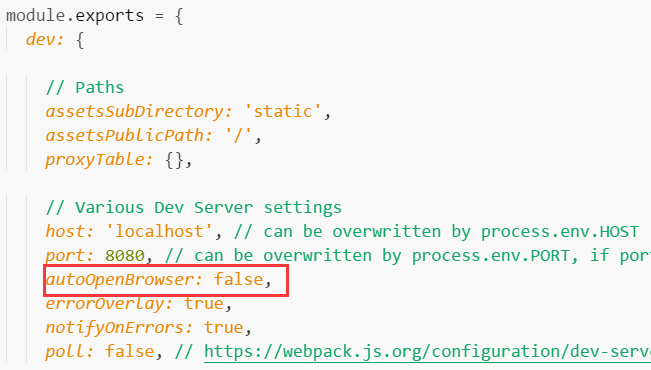 module.exports = {
dev: {
// Paths
assetsSubDirectory: 'static',
assetsPublicPath: '/',
proxyTable: {},
// Various Dev Server settings
host: 'localhost', // can be overwritten by process.env.HOST
port: 8080, // can be overwritten by process.env.PORT, if
autoOpenBrowser: false,
errorOverlay: true,
notifyOnErrors: true,
poll: false, // https://webpack.js.org/configuration/dev-serve